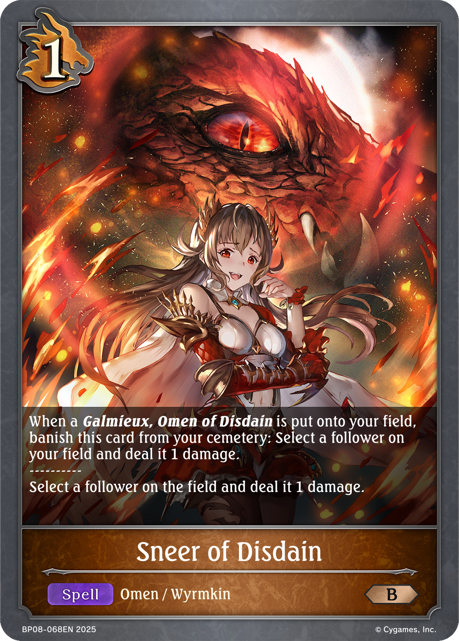 1
When a Galmieux, Omen of Disdain is put onto your field,
banish this card from your cemetery: Select a follower on
your field and deal it 1 damage.
----------
Select a follower on the field and deal it 1 damage.
Sneer of Disdain
Spell Omen / Wyrmkin B
BP08-068EN 2025 © Cygames, Inc.